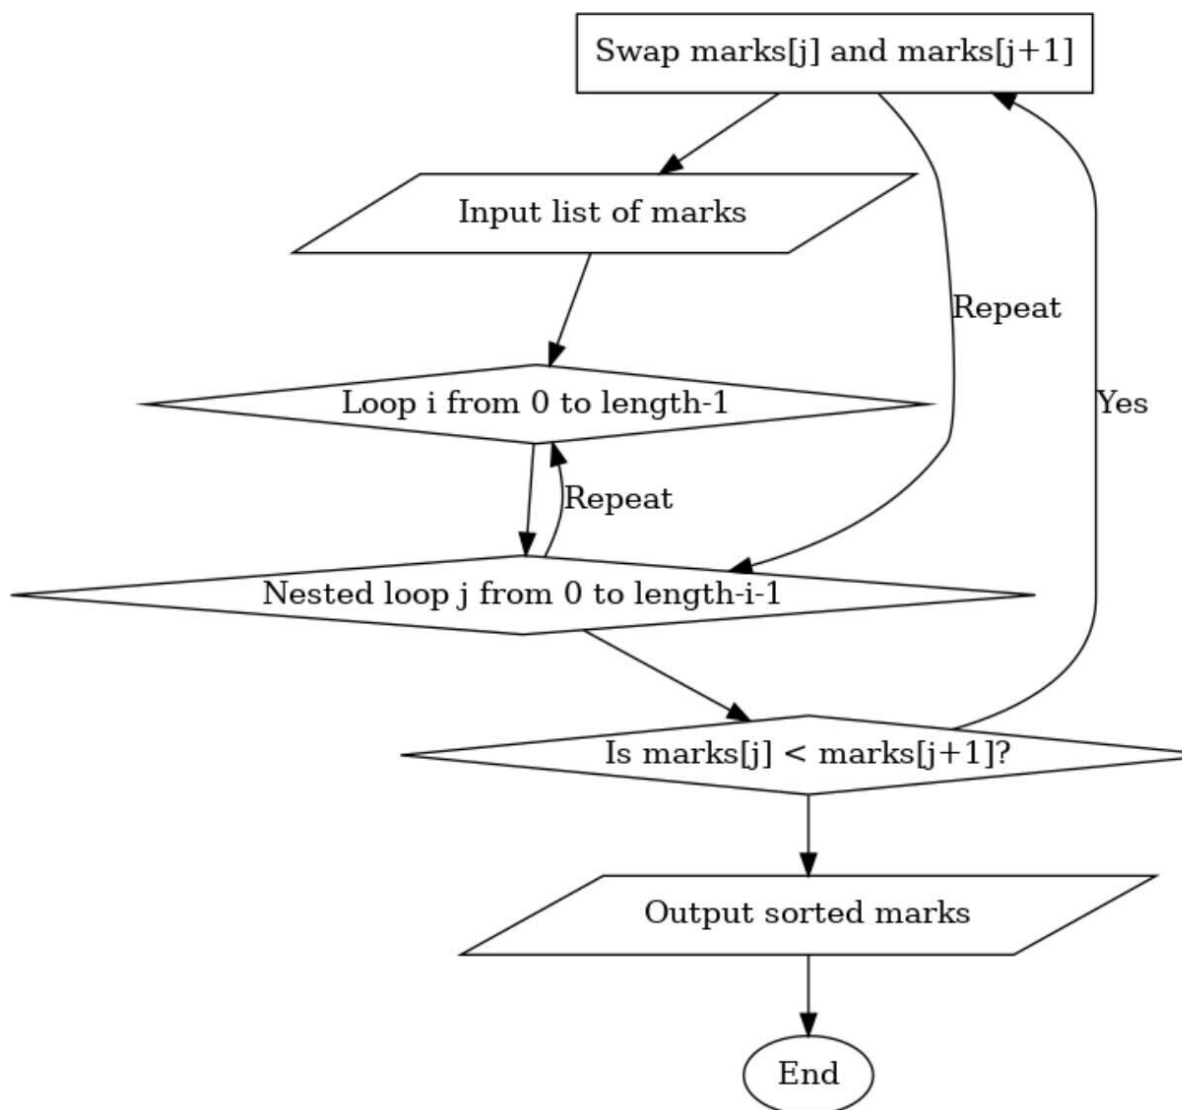 Swap marks[j] and marks[j+1]
Input list of marks
Repeat
Loop i from 0 to length-1
Yes
Repeat
Nested loop j from 0 to length-i-1
Is marks[j] < marks[j+1]?
Output sorted marks
End